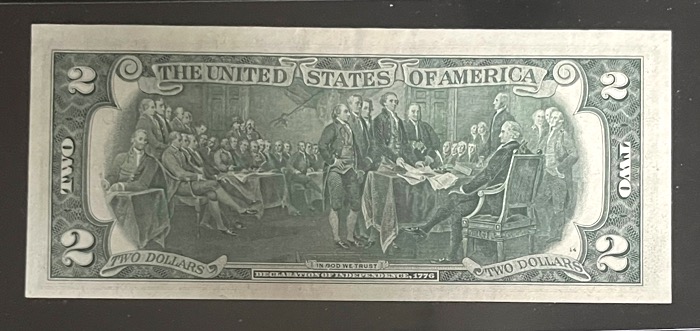 2 THE UNITED STATES OF AMERICA 2
TWO TWO
2 2
TWO DOLLARS IN GOD WE TRUST TWO DOLLARS
DECLARATION OF INDEPENDENCE, 1776